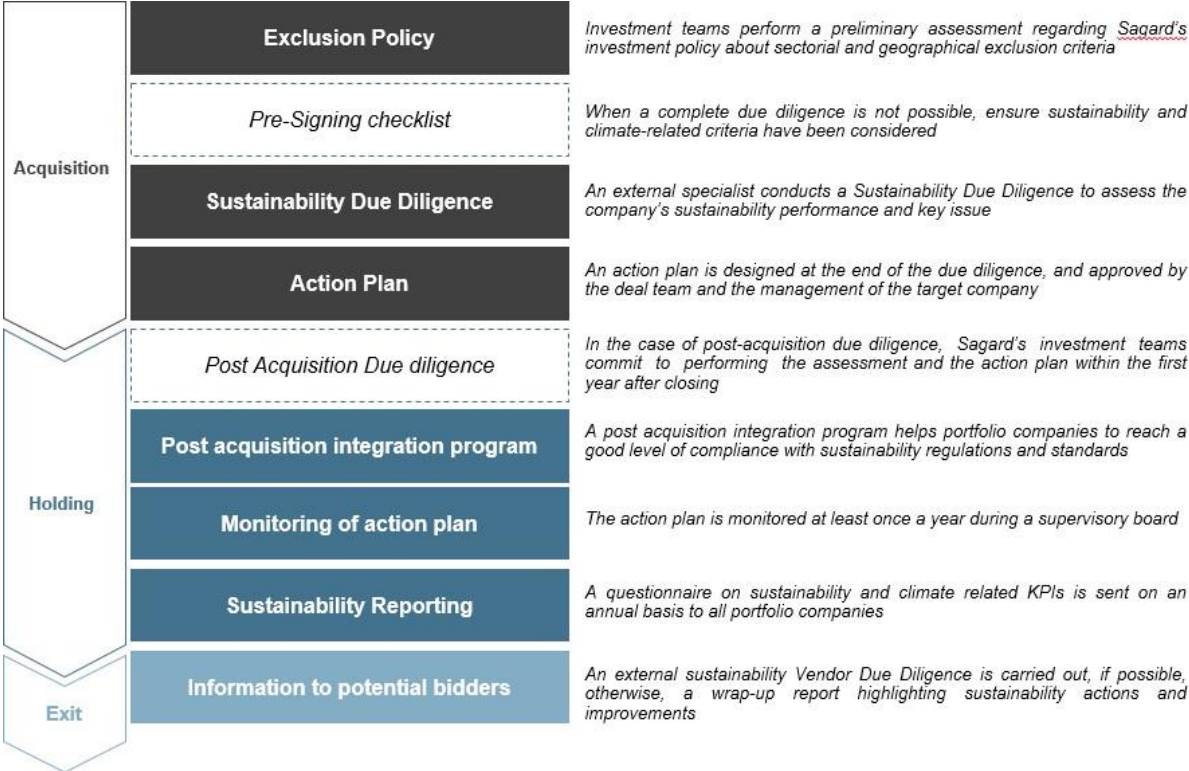 Exclusion Policy
Investment teams perform a preliminary assessment regarding Sagard's
investment policy about sectorial and geographical exclusion criteria
Pre-Signing checklist
When a complete due diligence is not possible, ensure sustainability and
climate-related criteria have been considered
Acquisition
Sustainability Due Diligence
An external specialist conducts a Sustainability Due Diligence to assess the
company's sustainability performance and key issue
Action Plan
An action plan is designed at the end of the due diligence, and approved by
the deal team and the management of the target company
Post Acquisition Due diligence
In the case of post-acquisition due diligence, Sagard's investment teams
commit to performing the assessment and the action plan within the first
year after closing
Post acquisition integration program
A post acquisition integration program helps portfolio companies to reach a
good level of compliance with sustainability regulations and standards
Holding
Monitoring of action plan
The action plan is monitored at least once a year during a supervisory board
Sustainability Reporting
A questionnaire on sustainability and climate related KPIs is sent on an
annual basis to all portfolio companies
Exit
Information to potential bidders
An external sustainability Vendor Due Diligence is carried out, if possible,
otherwise, a wrap-up report highlighting sustainability actions and
improvements